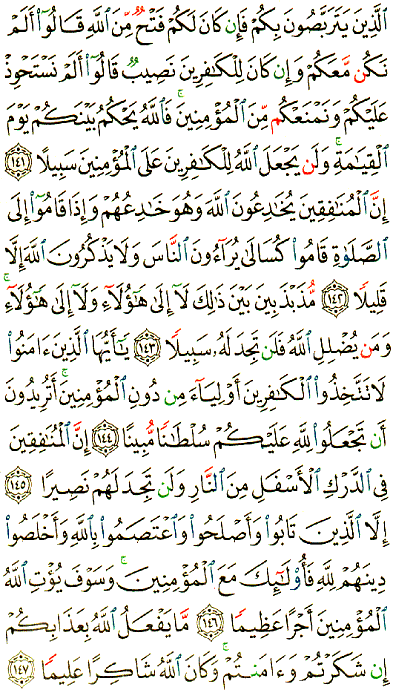 ٱلَّذِينَ يَتَرَبَّصُونَ بِكُمۡ فَإِن كَانَ لَكُمۡ فَتۡحٞ مِّنَ ٱللَّهِ قَالُوٓاْ أَلَمۡ
نَكُن مَّعَكُمۡ وَإِن كَانَ لِلۡكَٰفِرِينَ نَصِيبٞ قَالُوٓاْ أَلَمۡ نَسۡتَحۡوِذۡ
عَلَيۡكُمۡ وَنَمۡنَعۡكُم مِّنَ ٱلۡمُؤۡمِنِينَۚ فَٱللَّهُ يَحۡكُمُ بَيۡنَكُمۡ يَوۡمَ
ٱلۡقِيَٰمَةِۚ وَلَن يَجۡعَلَ ٱللَّهُ لِلۡكَٰفِرِينَ عَلَى ٱلۡمُؤۡمِنِينَ سَبِيلًا ١٤١
إِنَّ ٱلۡمُنَٰفِقِينَ يُخَٰدِعُونَ ٱللَّهَ وَهُوَ خَٰدِعُهُمۡ وَإِذَا قَامُوٓاْ إِلَى
ٱلصَّلَوٰةِ قَامُواْ كُسَالَىٰ يُرَآءُونَ ٱلنَّاسَ وَلَا يَذۡكُرُونَ ٱللَّهَ إِلَّا
قَلِيلٗا ١٤٢ مُّذَبۡذَبِينَ بَيۡنَ ذَٰلِكَ لَآ إِلَىٰ هَٰٓؤُلَآءِ وَلَآ إِلَىٰ هَٰٓؤُلَآءِۚ
وَمَن يُضۡلِلِ ٱللَّهُ فَلَن تَجِدَ لَهُۥ سَبِيلٗا ١٤٣ يَٰٓأَيُّهَا ٱلَّذِينَ ءَامَنُواْ
لَا تَتَّخِذُواْ ٱلۡكَٰفِرِينَ أَوۡلِيَآءَ مِن دُونِ ٱلۡمُؤۡمِنِينَۚ أَتُرِيدُونَ
أَن تَجۡعَلُواْ لِلَّهِ عَلَيۡكُمۡ سُلۡطَٰنٗا مُّبِينًا ١٤٤ إِنَّ ٱلۡمُنَٰفِقِينَ
فِي ٱلدَّرۡكِ ٱلۡأَسۡفَلِ مِنَ ٱلنَّارِ وَلَن تَجِدَ لَهُمۡ نَصِيرًا ١٤٥
إِلَّا ٱلَّذِينَ تَابُواْ وَأَصۡلَحُواْ وَٱعۡتَصَمُواْ بِٱللَّهِ وَأَخۡلَصُواْ
دِينَهُمۡ لِلَّهِ فَأُوْلَٰٓئِكَ مَعَ ٱلۡمُؤۡمِنِينَۖ وَسَوۡفَ يُؤۡتِ ٱللَّهُ
ٱلۡمُؤۡمِنِينَ أَجۡرًا عَظِيمٗا ١٤٦ مَّا يَفۡعَلُ ٱللَّهُ بِعَذَابِكُمۡ
إِن شَكَرۡتُمۡ وَءَامَنتُمۡۚ وَكَانَ ٱللَّهُ شَاكِرًا عَلِيمٗا ١٤٧